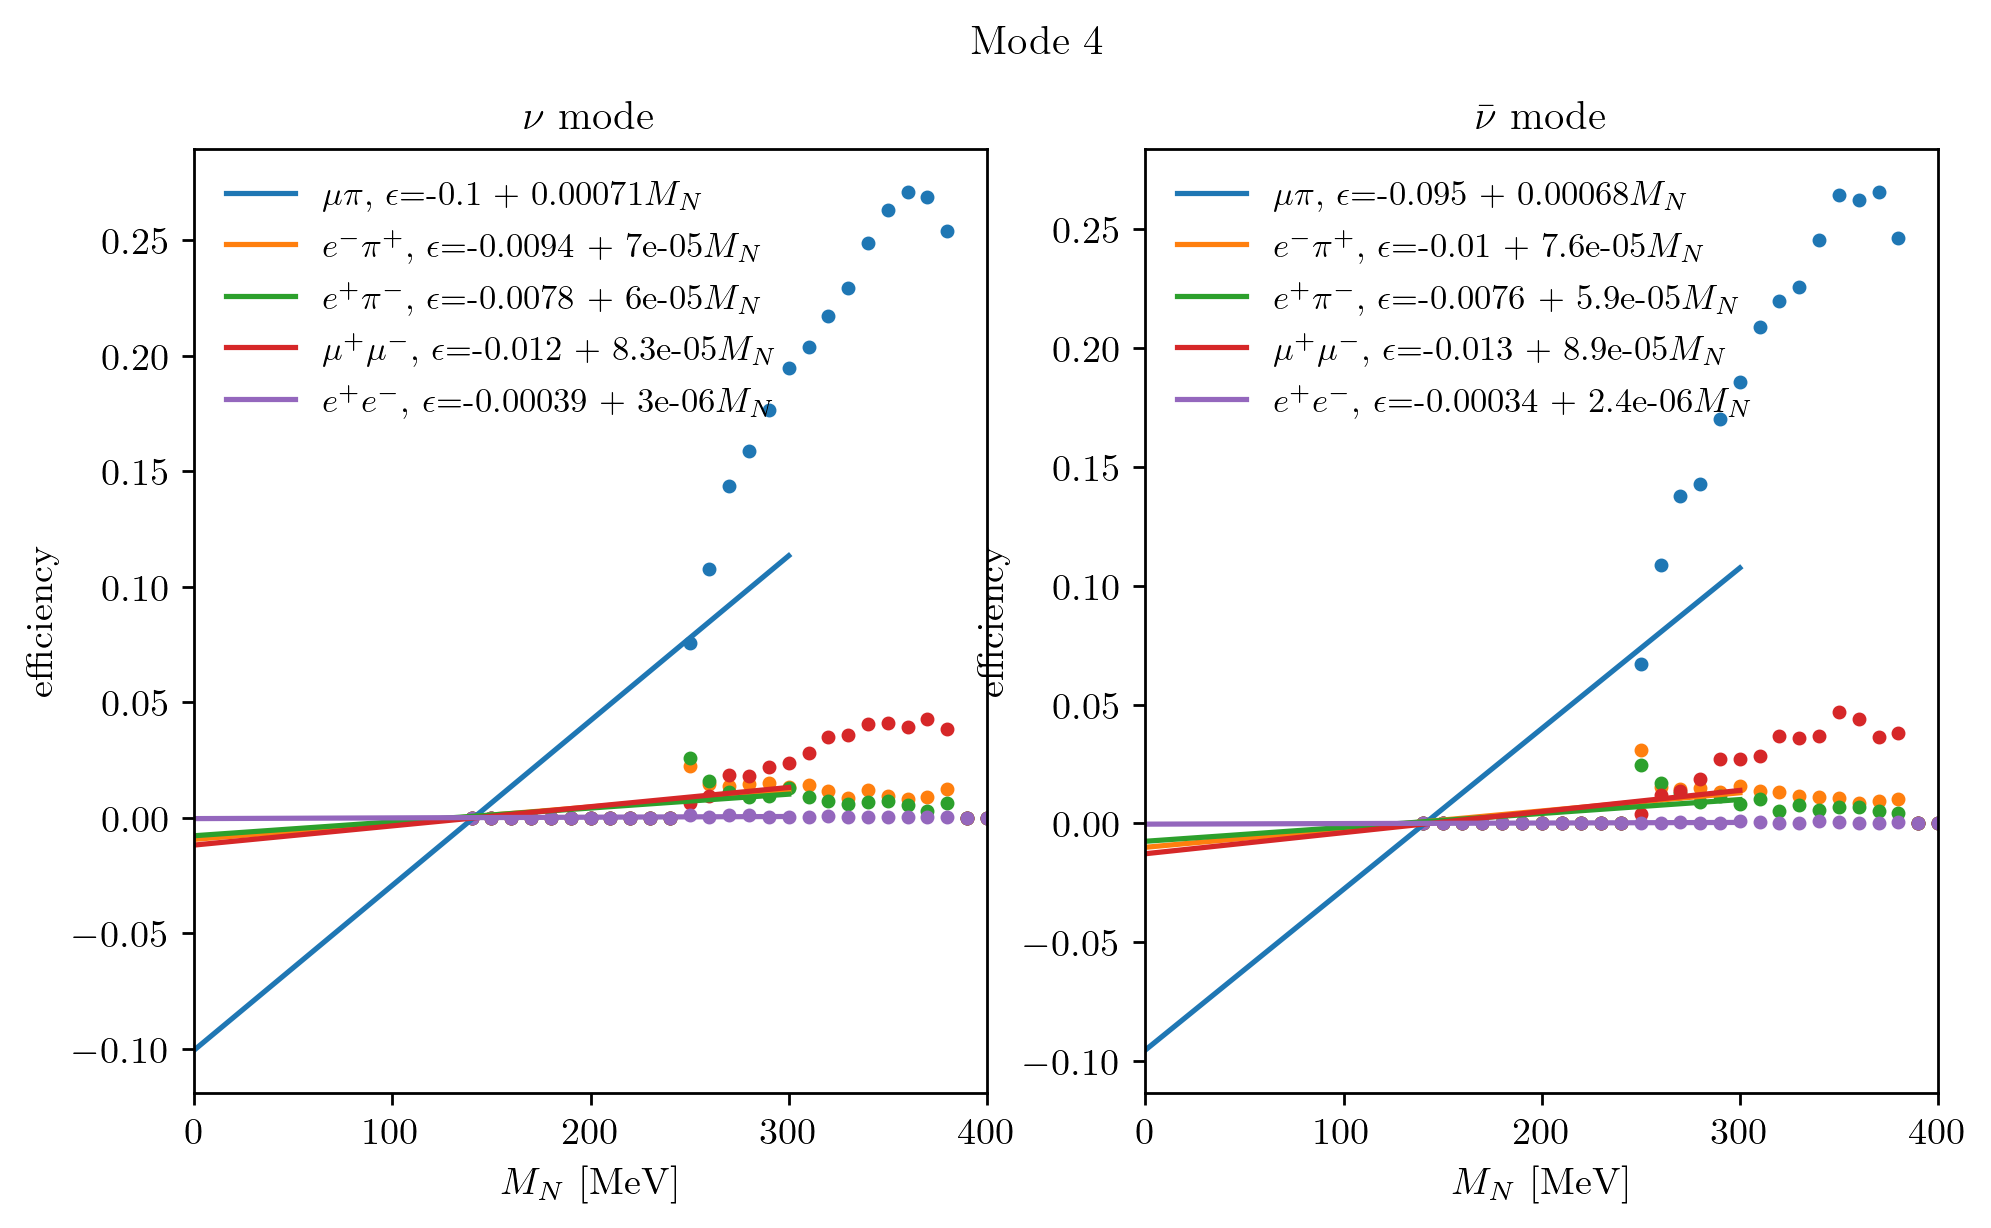 Mode 4
ν mode
μπ, ϵ=-0.1 + 0.00071M_N
e⁻π⁺, ϵ=-0.0094 + 7e-05M_N
e⁺π⁻, ϵ=-0.0078 + 6e-05M_N
μ⁺μ⁻, ϵ=-0.012 + 8.3e-05M_N
e⁺e⁻, ϵ=-0.00039 + 3e-06M_N
0.25
0.20
0.15
0.10
0.05
0.00
−0.05
−0.10
efficiency
0 100 200 300 400
M_N [MeV]
ν̄ mode
μπ, ϵ=-0.095 + 0.00068M_N
e⁻π⁺, ϵ=-0.01 + 7.6e-05M_N
e⁺π⁻, ϵ=-0.0076 + 5.9e-05M_N
μ⁺μ⁻, ϵ=-0.013 + 8.9e-05M_N
e⁺e⁻, ϵ=-0.00034 + 2.4e-06M_N
0.25
0.20
0.15
0.10
0.05
0.00
−0.05
−0.10
efficiency
0 100 200 300 400
M_N [MeV]